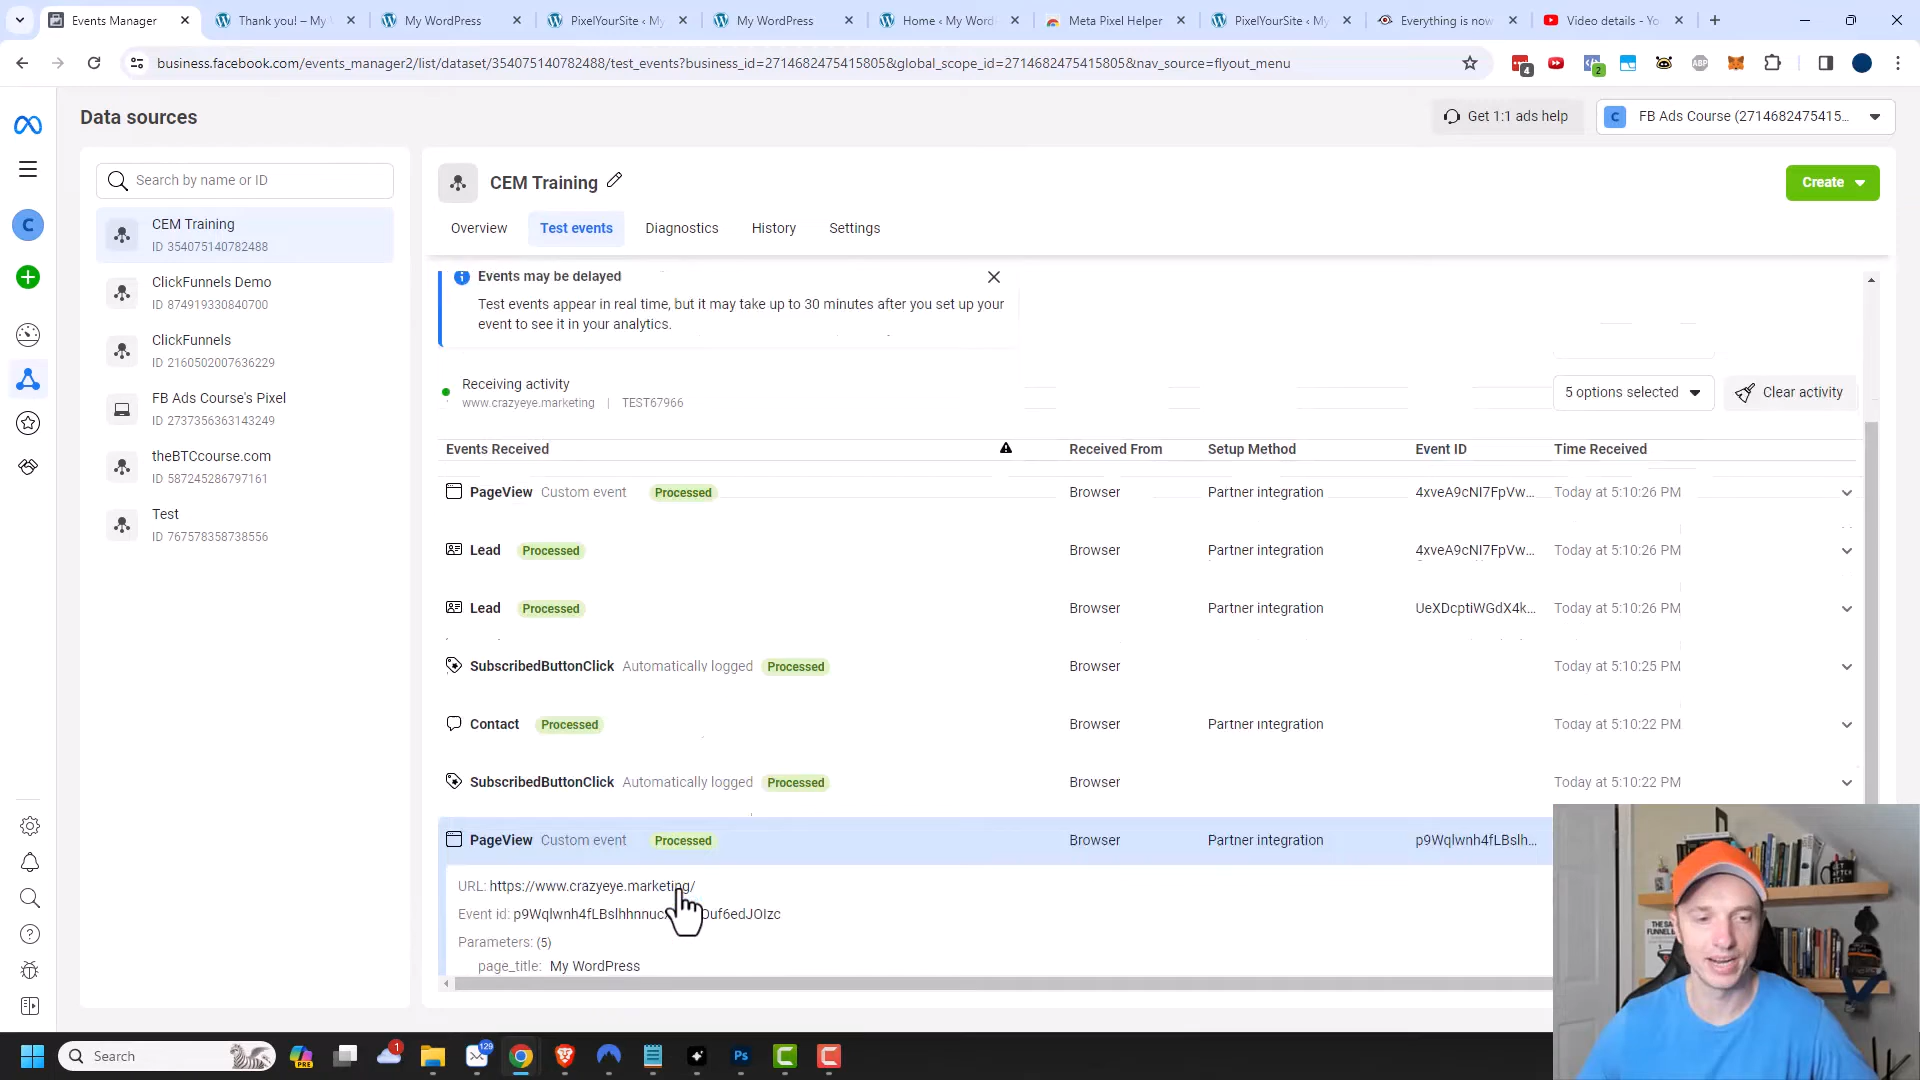 Events Manager
Thank you! – My
My WordPress
PixelYourSite ‹ My
My WordPress
Home ‹ My Word
Meta Pixel Helper
PixelYourSite ‹ My
Everything is now
Video details - Yo
business.facebook.com/events_manager2/list/dataset/354075140782488/test_events?business_id=2714682475415805&global_scope_id=2714682475415805&nav_source=flyout_menu
4
2
ABP
Data sources
Get 1:1 ads help
C
FB Ads Course (27146824754​15...
Search by name or ID
CEM Training
ID 354075140782488
ClickFunnels Demo
ID 874919330840700
ClickFunnels
ID 2160502007636229
FB Ads Course's Pixel
ID 2737356363143249
theBTCcourse.com
ID 587245286797161
Test
ID 767578358738556
C
CEM Training
Create
Overview
Test events
Diagnostics
History
Settings
Events may be delayed
Test events appear in real time, but it may take up to 30 minutes after you set up your
event to see it in your analytics.
Receiving activity
www.crazyeye.marketing | TEST67966
5 options selected
Clear activity
Events Received
Received From
Setup Method
Event ID
Time Received
PageView Custom event Processed Browser Partner integration 4xveA9cNI7FpVw... Today at 5:10:26 PM
Lead Processed Browser Partner integration 4xveA9cNI7FpVw... Today at 5:10:26 PM
Lead Processed Browser Partner integration UeXDcptiWGdX4k... Today at 5:10:26 PM
SubscribedButtonClick Automatically logged Processed Browser Today at 5:10:25 PM
Contact Processed Browser Partner integration Today at 5:10:22 PM
SubscribedButtonClick Automatically logged Processed Browser Today at 5:10:22 PM
PageView Custom event Processed Browser Partner integration p9Wqlwnh4fLBslh...
URL: https://www.crazyeye.marketing/
Event id: p9Wqlwnh4fLBslhhnnuc uf6edJOIzc
Parameters: (5)
page_title: My WordPress
Search
PRE
1
129
Ps